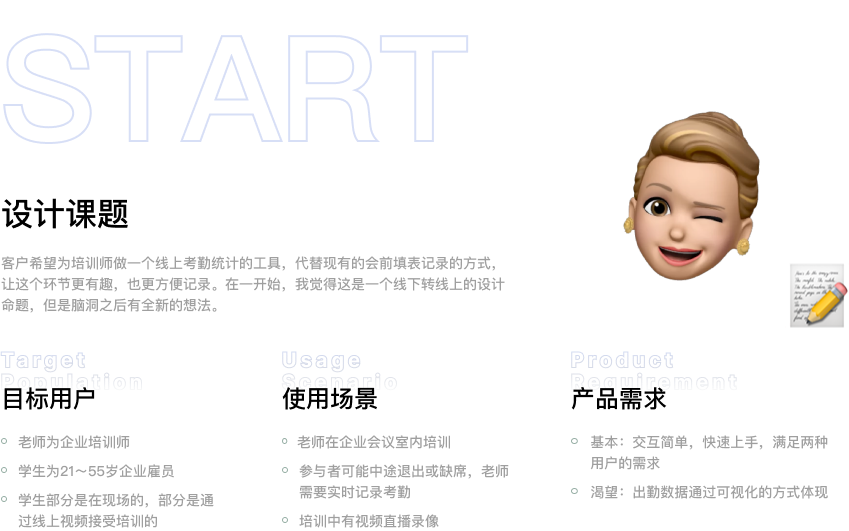 START
设计课题
客户希望为培训师做一个线上考勤统计的工具，代替现有的会前填表记录的方式，
让这个环节更有趣，也更方便记录。在一开始，我觉得这是一个线下转线上的设计
命题，但是脑洞之后有全新的想法。
Target
Population
目标用户
老师为企业培训师
学生为21～55岁企业雇员
学生部分是在现场的，部分是通
过线上视频接受培训的
Usage
Scenario
使用场景
老师在企业会议室内培训
参与者可能中途退出或缺席，老师
需要实时记录考勤
培训中有视频直播录像
Product
Requirement
产品需求
基本：交互简单，快速上手，满足两种
用户的需求
渴望：出勤数据通过可视化的方式体现